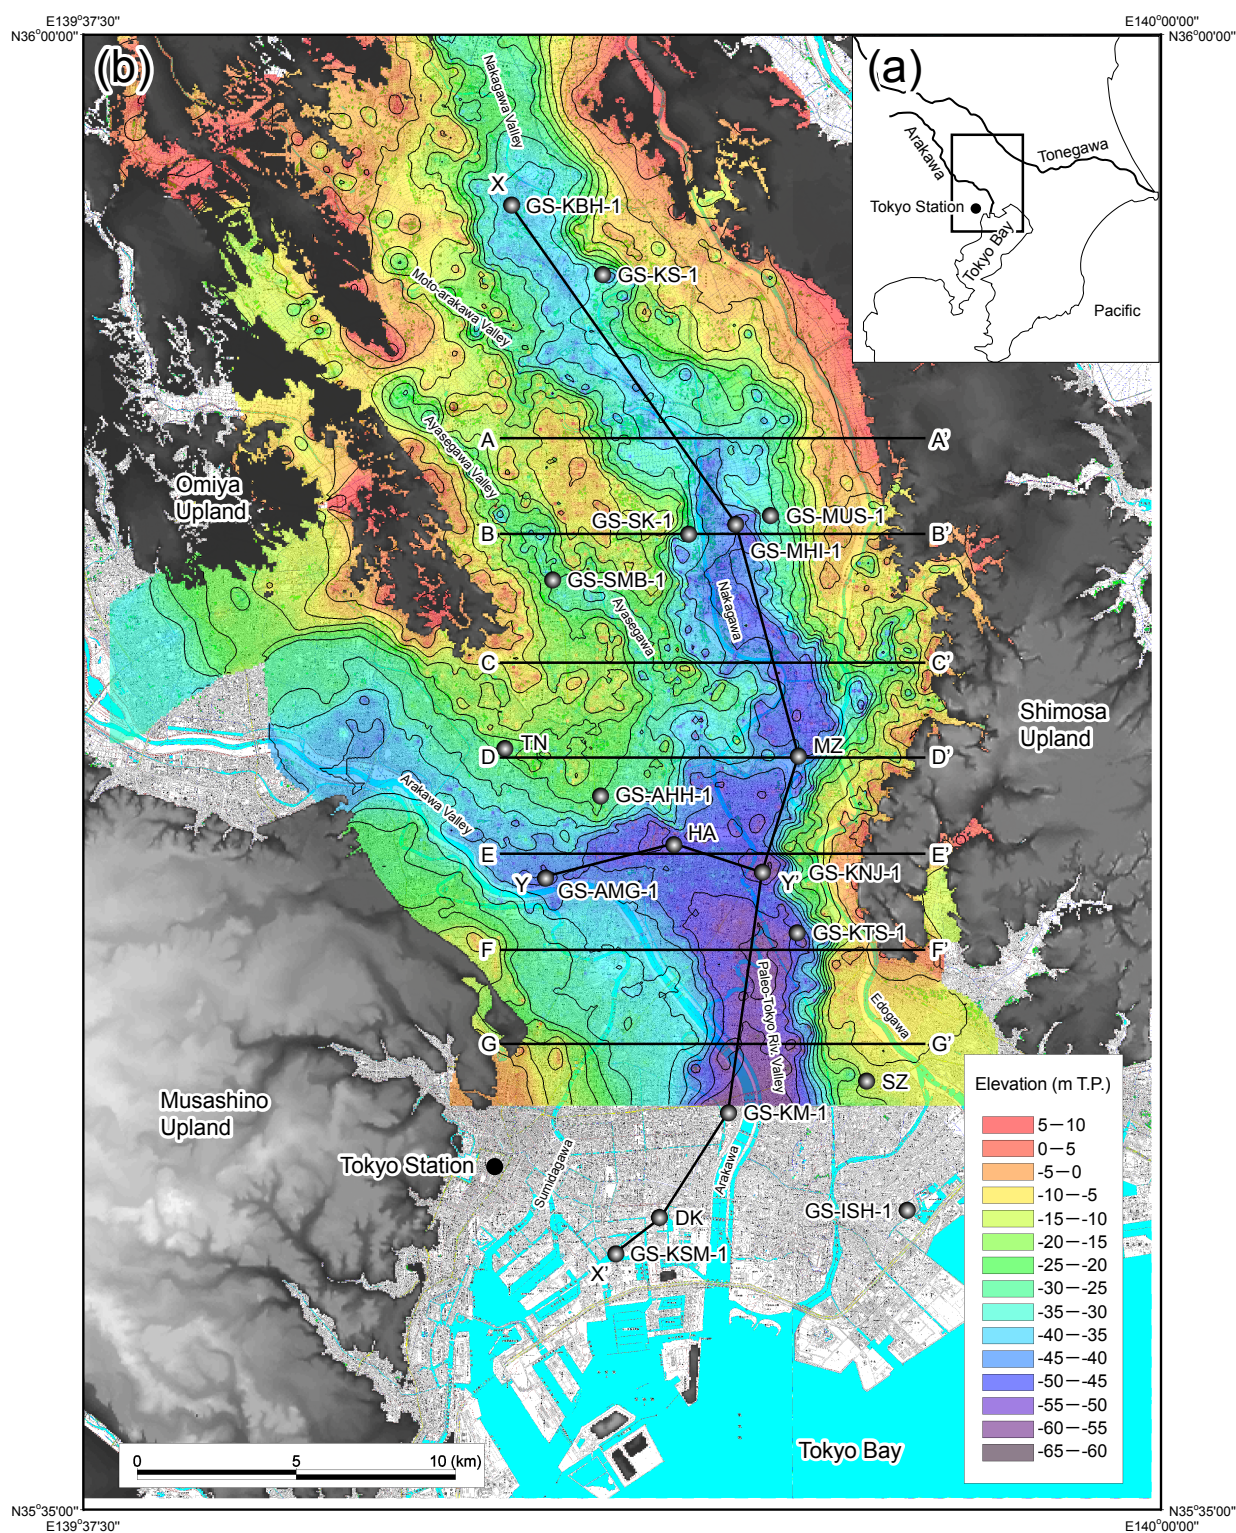 E139°37'30"
E140°00'00"
N36°00'00"
N36°00'00"
(b)
(a)
Arakawa
Tonegawa
Tokyo Station
Tokyo Bay
Pacific
Nakagawa Valley
X
GS-KBH-1
GS-KS-1
Moto-arakawa Valley
Ayasegawa Valley
A
A'
Omiya
Upland
GS-SK-1
GS-MUS-1
B
B'
GS-MHI-1
GS-SMB-1
Nakagawa
Ayasegawa
C
C'
Shimosa
Upland
TN
MZ
D
D'
Arakawa Valley
GS-AHH-1
HA
E
E'
Y
GS-AMG-1
Y'
GS-KNJ-1
GS-KTS-1
F
F'
Paleo-Tokyo Riv. Valley
Edogawa
G
G'
SZ
Musashino
Upland
GS-KM-1
Tokyo Station
Sumidagawa
Arakawa
DK
GS-ISH-1
GS-KSM-1
X'
Tokyo Bay
Elevation (m T.P.)
5－10
0－5
-5－0
-10－-5
-15－-10
-20－-15
-25－-20
-30－-25
-35－-30
-40－-35
-45－-40
-50－-45
-55－-50
-60－-55
-65－-60
0 5 10 (km)
N35°35'00"
N35°35'00"
E139°37'30"
E140°00'00"